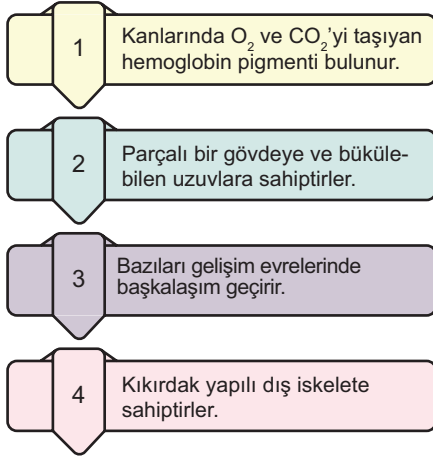 1
Kanlarında O₂ ve CO₂'yi taşıyan
hemoglobin pigmenti bulunur.
2
Parçalı bir gövdeye ve büküle-
bilen uzuvlara sahiptirler.
3
Bazıları gelişim evrelerinde
başkalaşım geçirir.
4
Kıkırdak yapılı dış iskelete
sahiptirler.